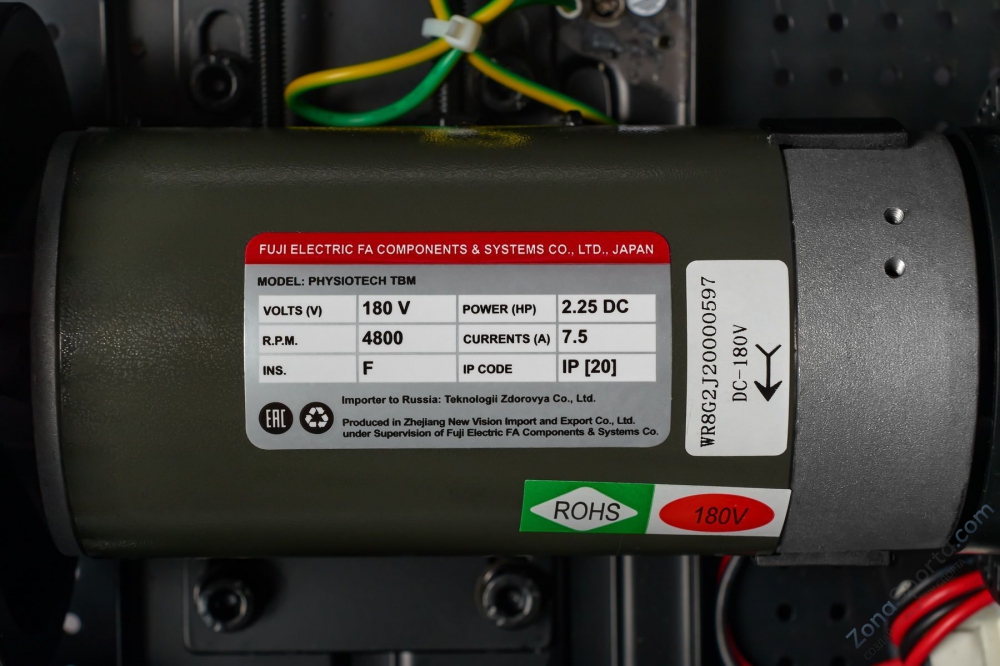 FUJI ELECTRIC FA COMPONENTS & SYSTEMS CO., LTD., JAPAN
MODEL: PHYSIOTECH TBM
VOLTS (V) 180 V POWER (HP) 2.25 DC
R.P.M. 4800 CURRENTS (A) 7.5
INS. F IP CODE IP [20]
Importer to Russia: Teknologii Zdorovya Co., Ltd.
EAC
Produced in Zhejiang New Vision Import and Export Co., Ltd.
under Supervision of Fuji Electric FA Components & Systems Co.
WR8G2J20000597
DC-180V
ROHS 180V